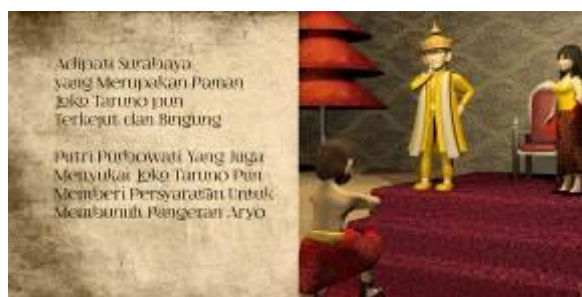 Adipati Surabaya
yang Merupakan Paman
Joko Taruno pun
Terkejut dan Bingung
Putri Purbowati Yang Juga
Menyukai Joko Taruno Pun
Memberi Persyaratan Untuk
Membunuh Pangeran Aryo